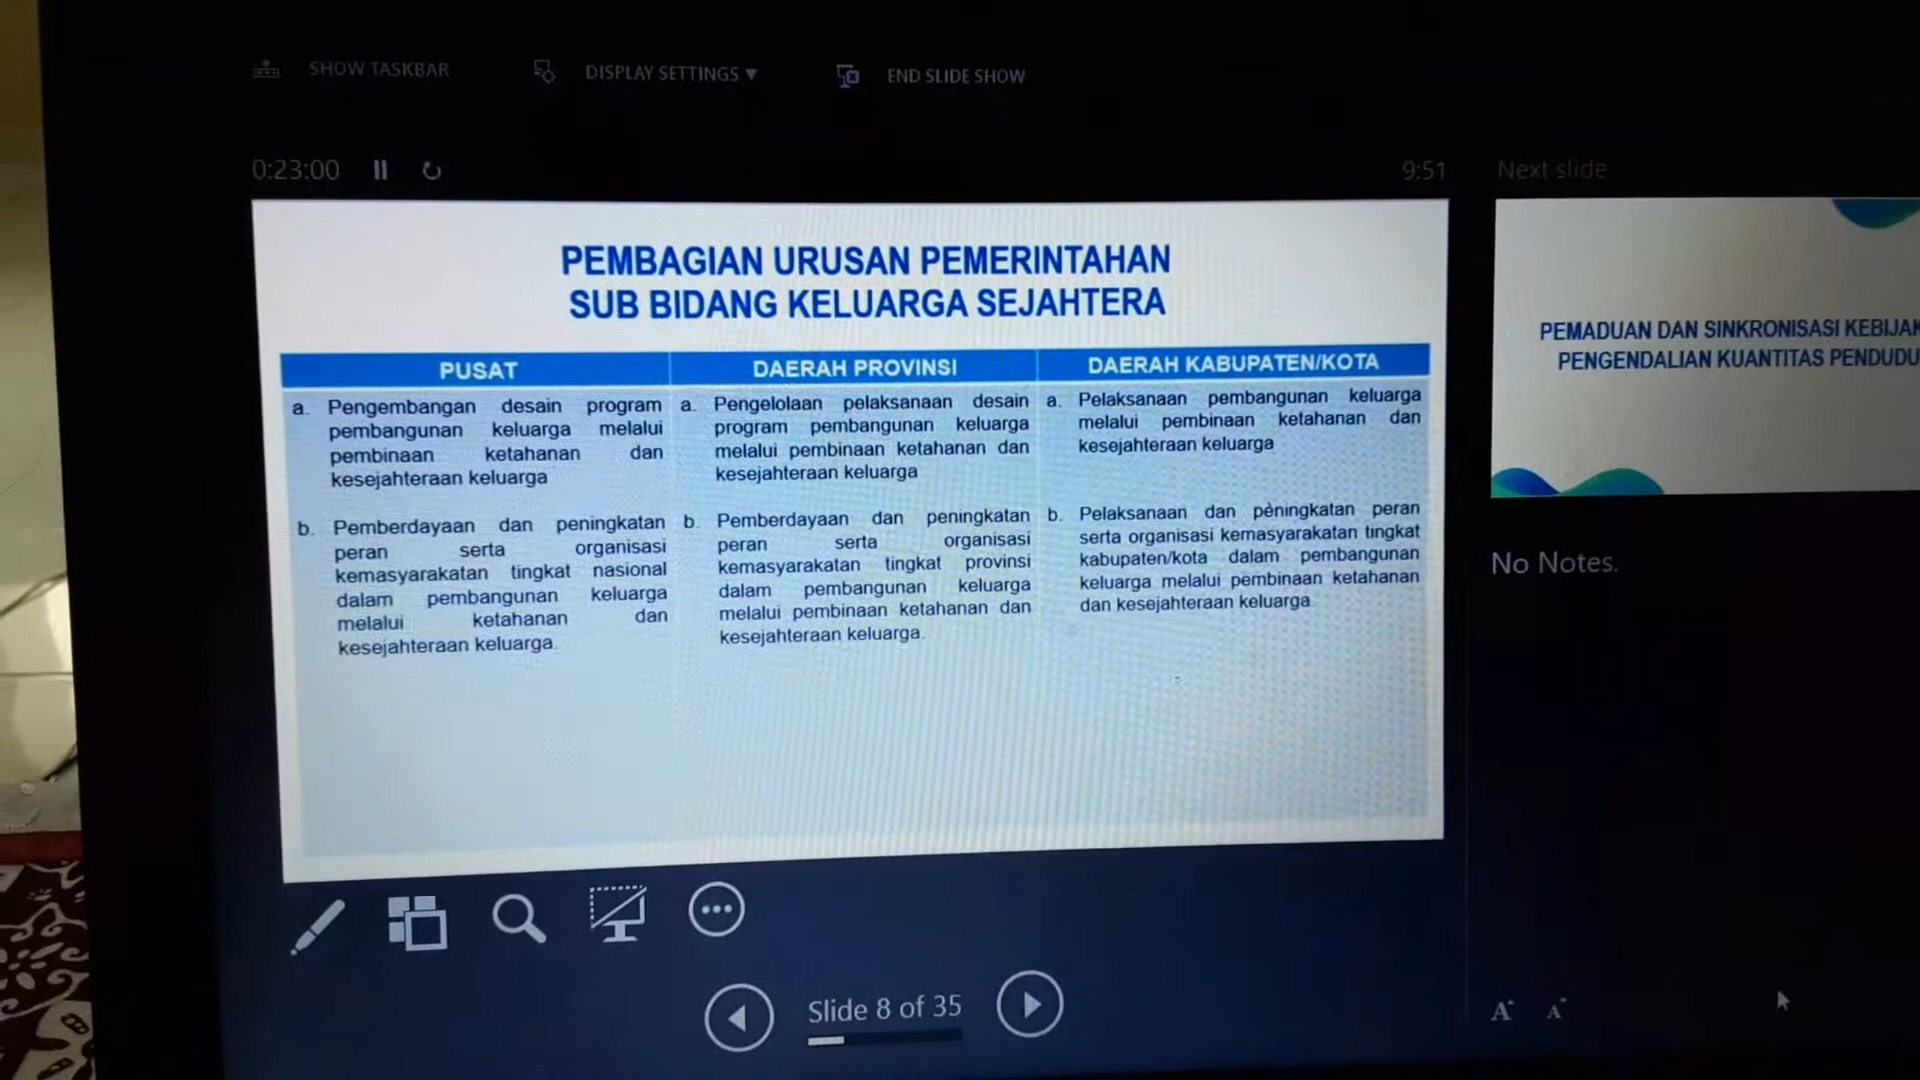 SHOW TASKBAR
DISPLAY SETTINGS ▼
END SLIDE SHOW
0:23:00
9:51
Next slide
PEMBAGIAN URUSAN PEMERINTAHAN
SUB BIDANG KELUARGA SEJAHTERA
PUSAT
a. Pengembangan desain program
pembangunan keluarga melalui
pembinaan ketahanan dan
kesejahteraan keluarga
b. Pemberdayaan dan peningkatan
peran serta organisasi
kemasyarakatan tingkat nasional
dalam pembangunan keluarga
melalui ketahanan dan
kesejahteraan keluarga.
DAERAH PROVINSI
a. Pengelolaan pelaksanaan desain
program pembangunan keluarga
melalui pembinaan ketahanan dan
kesejahteraan keluarga
b. Pemberdayaan dan peningkatan
peran serta organisasi
kemasyarakatan tingkat provinsi
dalam pembangunan keluarga
melalui pembinaan ketahanan dan
kesejahteraan keluarga.
DAERAH KABUPATEN/KOTA
a. Pelaksanaan pembangunan keluarga
melalui pembinaan ketahanan dan
kesejahteraan keluarga
b. Pelaksanaan dan peningkatan peran
serta organisasi kemasyarakatan tingkat
kabupaten/kota dalam pembangunan
keluarga melalui pembinaan ketahanan
dan kesejahteraan keluarga.
PEMADUAN DAN SINKRONISASI KEBIJAK
PENGENDALIAN KUANTITAS PENDUDU
No Notes.
Slide 8 of 35
A A